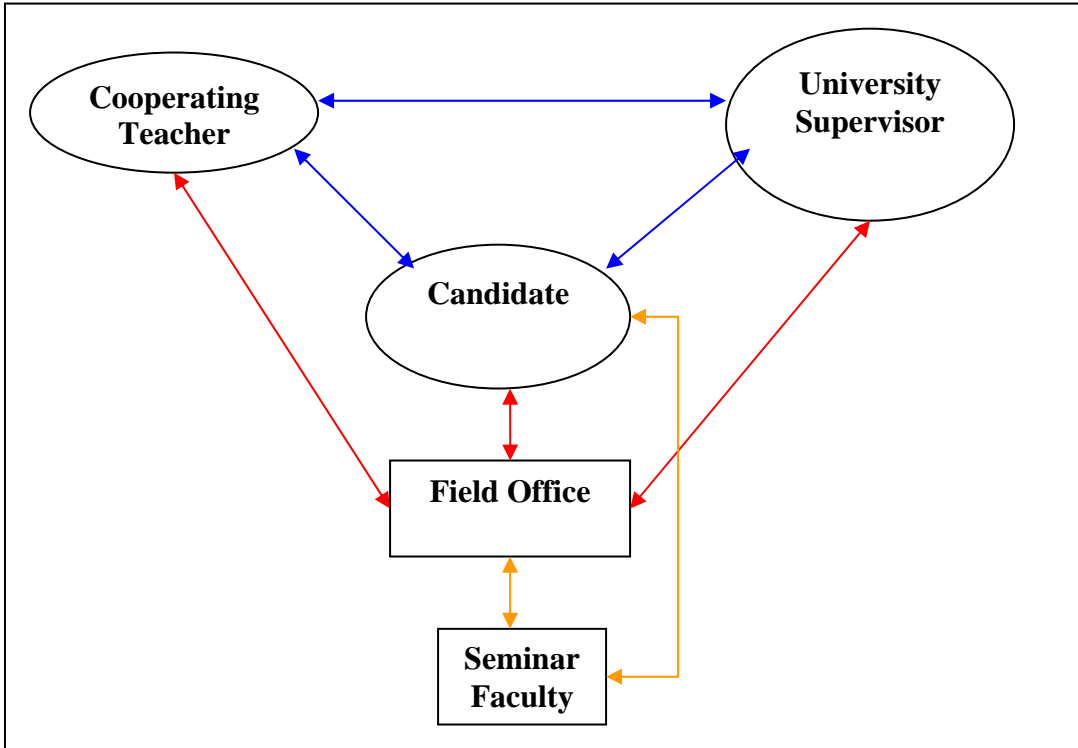 Cooperating
Teacher
University
Supervisor
Candidate
Field Office
Seminar
Faculty